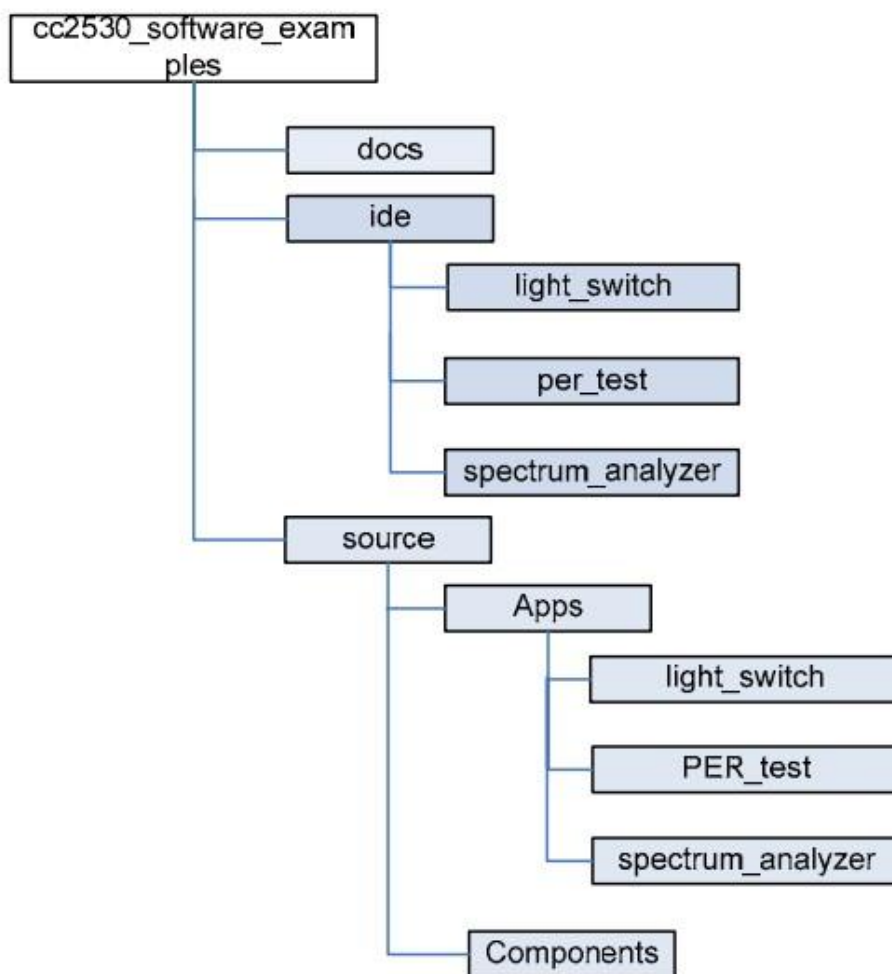 cc2530_software_exam
ples
docs
ide
light_switch
per_test
spectrum_analyzer
source
Apps
light_switch
PER_test
spectrum_analyzer
Components